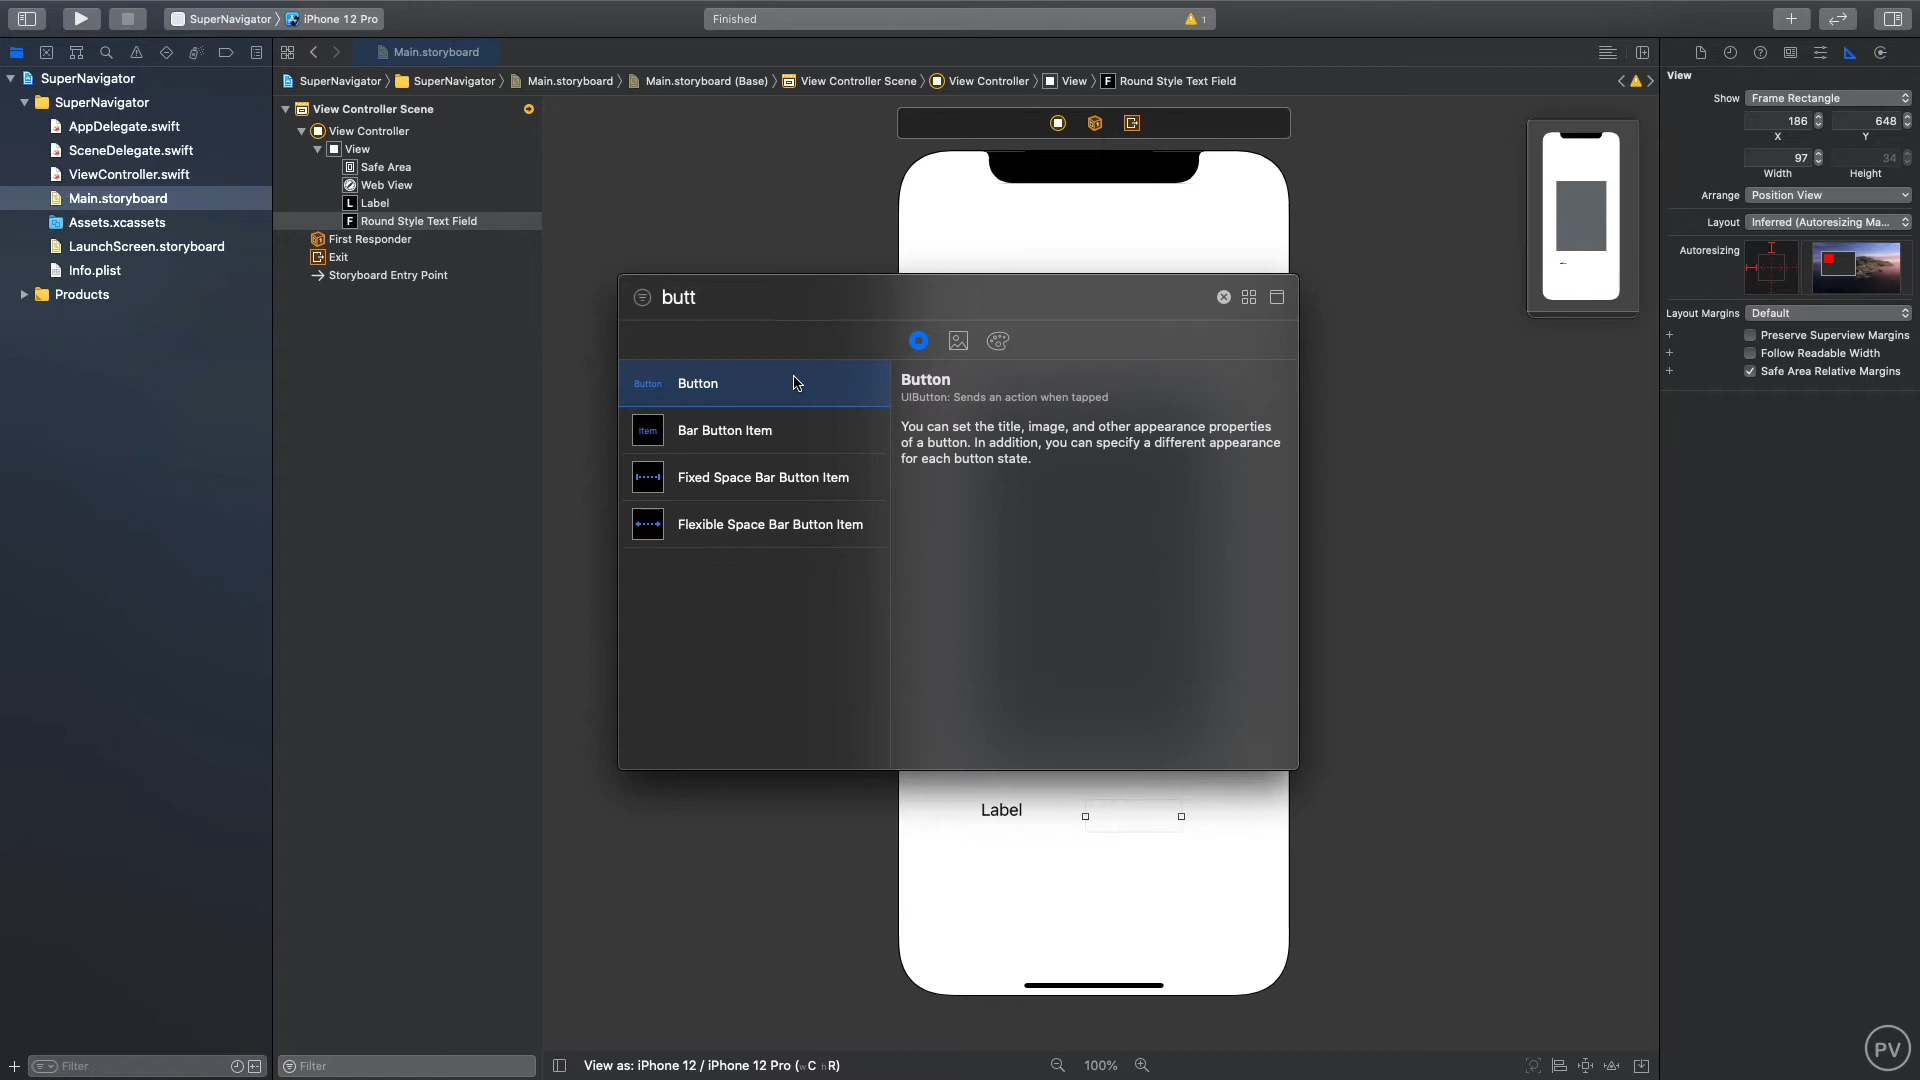 SuperNavigator 〉 iPhone 12 Pro
Finished
1
Main.storyboard
SuperNavigator 〉 SuperNavigator 〉 Main.storyboard 〉 Main.storyboard (Base) 〉 View Controller Scene 〉 View Controller 〉 View 〉 F Round Style Text Field
SuperNavigator
SuperNavigator
AppDelegate.swift
SceneDelegate.swift
ViewController.swift
Main.storyboard
Assets.xcassets
LaunchScreen.storyboard
Info.plist
Products
Filter
View Controller Scene
View Controller
View
Safe Area
Web View
L Label
F Round Style Text Field
First Responder
Exit
Storyboard Entry Point
Filter
butt
Button Button
Item Bar Button Item
Fixed Space Bar Button Item
Flexible Space Bar Button Item
Button
UIButton: Sends an action when tapped
You can set the title, image, and other appearance properties
of a button. In addition, you can specify a different appearance
for each button state.
Label
View as: iPhone 12 / iPhone 12 Pro (wC hR)
100%
View
Show Frame Rectangle
186 648
X Y
97 34
Width Height
Arrange Position View
Layout Inferred (Autoresizing Ma...
Autoresizing
Layout Margins Default
Preserve Superview Margins
Follow Readable Width
Safe Area Relative Margins
PV